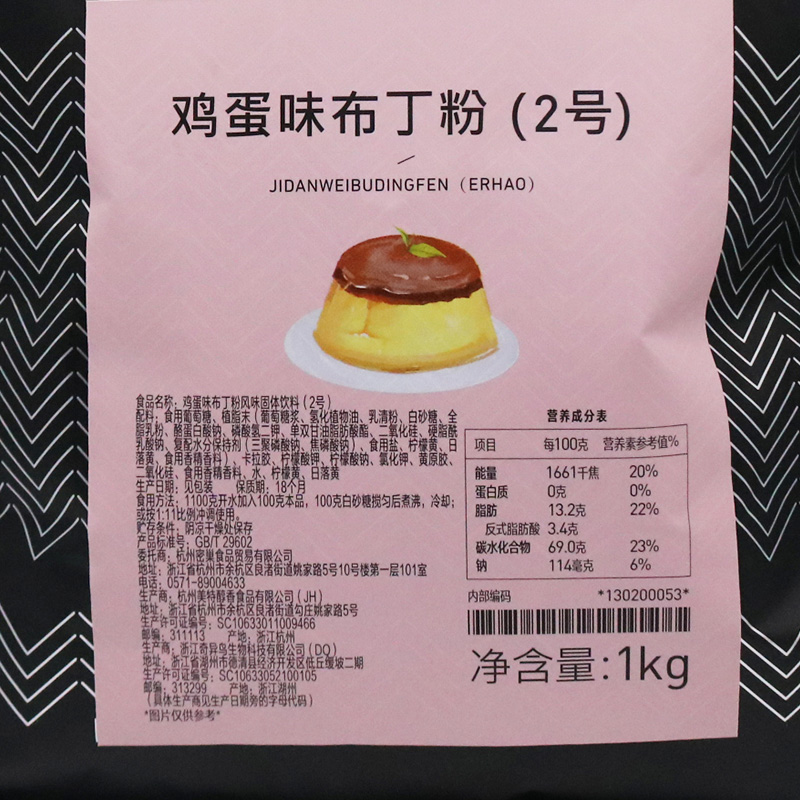 鸡蛋味布丁粉 (2号)
JIDANWEIBUDINGFEN (ERHAO)
食品名称：鸡蛋味布丁粉风味固体饮料（2号）
配料：食用葡萄糖、植脂末（葡萄糖浆、氢化植物油、乳清粉、白砂糖、全
脂乳粉、酪蛋白酸钠、磷酸氢二钾、单双甘油脂肪酸酯、二氧化硅、硬脂酰
乳酸钠、复配水分保持剂（三聚磷酸钠、焦磷酸钠）、食用盐、柠檬黄、日
落黄、食用香精香料）、卡拉胶、柠檬酸钾、柠檬酸钠、氯化钾、黄原胶、
二氧化硅、食用香精香料、水、柠檬黄、日落黄
生产日期：见包装 保质期：18个月
食用方法：1100克开水加入100克本品，100克白砂糖搅匀后煮沸，冷却；
或按1:11比例冲调使用。
贮存条件：阴凉干燥处保存
产品标准号：GB/T 29602
委托商：杭州密巢食品贸易有限公司
地址：浙江省杭州市余杭区良渚街道姚家路5号10号楼第一层101室
电话：0571-89004633
生产商：杭州美特醇香食品有限公司（JH）
地址：浙江省杭州市余杭区良渚街道勾庄姚家路5号
生产许可证编号：SC10633011009466
邮编：311113 产地：浙江杭州
生产商：浙江奇异鸟生物科技有限公司（DQ）
地址：浙江省湖州市德清县经济开发区低丘缓坡二期
生产许可证编号：SC10633052100105
邮编：313299 产地：浙江湖州
（具体生产商见生产日期旁的字母代码）
*图片仅供参考*
营养成分表
项目 每100克 营养素参考值%
能量 1661千焦 20%
蛋白质 0克 0%
脂肪 13.2克 22%
反式脂肪酸 3.4克
碳水化合物 69.0克 23%
钠 114毫克 6%
内部编码 *130200053*
净含量:1kg